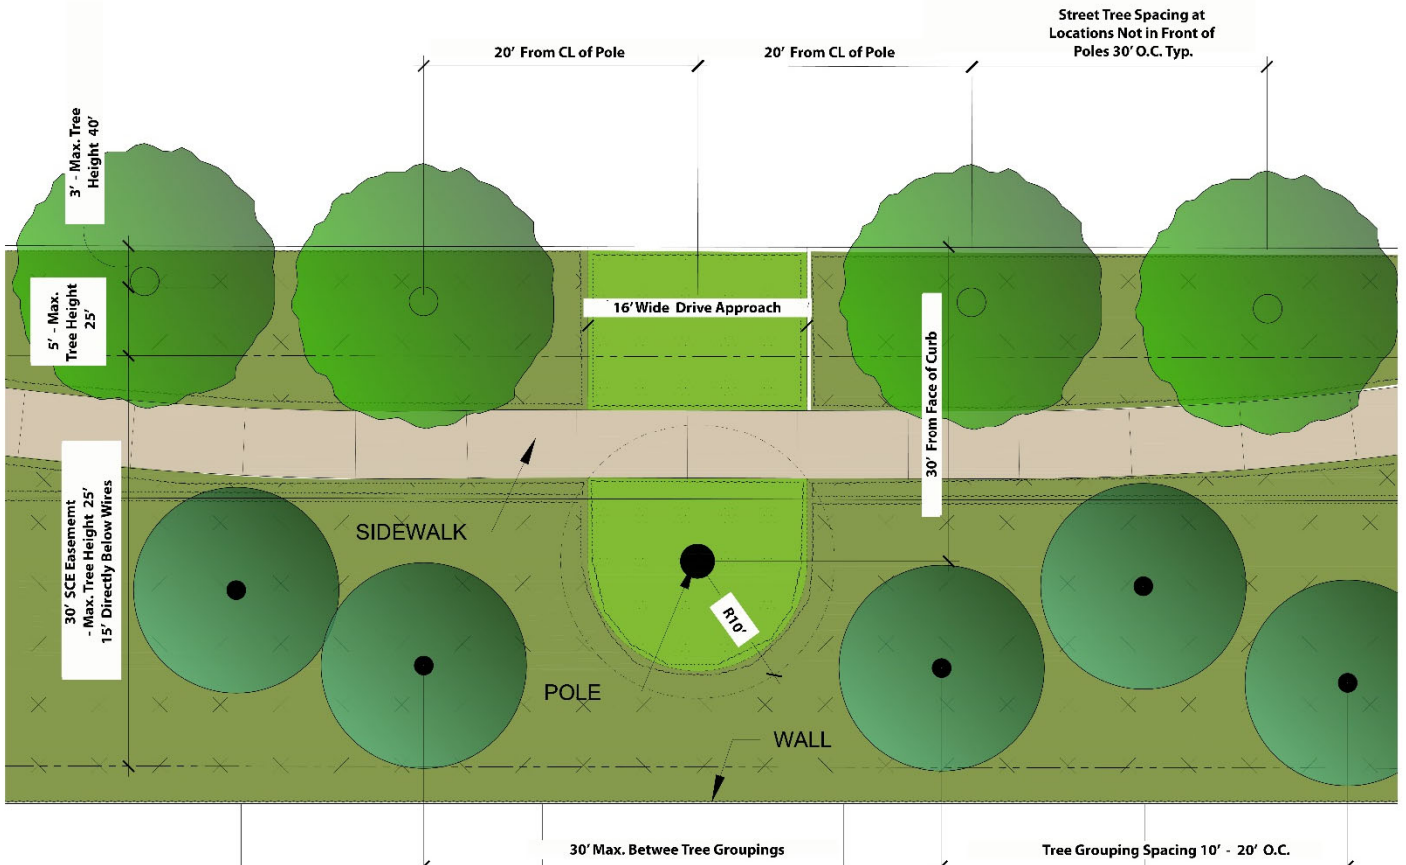 Street Tree Spacing at
Locations Not in Front of
Poles 30' O.C. Typ.
20' From CL of Pole
20' From CL of Pole
3' - Max. Tree
Height 40'
5' - Max.
Tree Height
25'
16' Wide Drive Approach
30' From Face of Curb
30' SCE Easememt
- Max. Tree Height 25'
15' Directly Below Wires
SIDEWALK
R10'
POLE
WALL
30' Max. Betwee Tree Groupings
Tree Grouping Spacing 10' - 20' O.C.